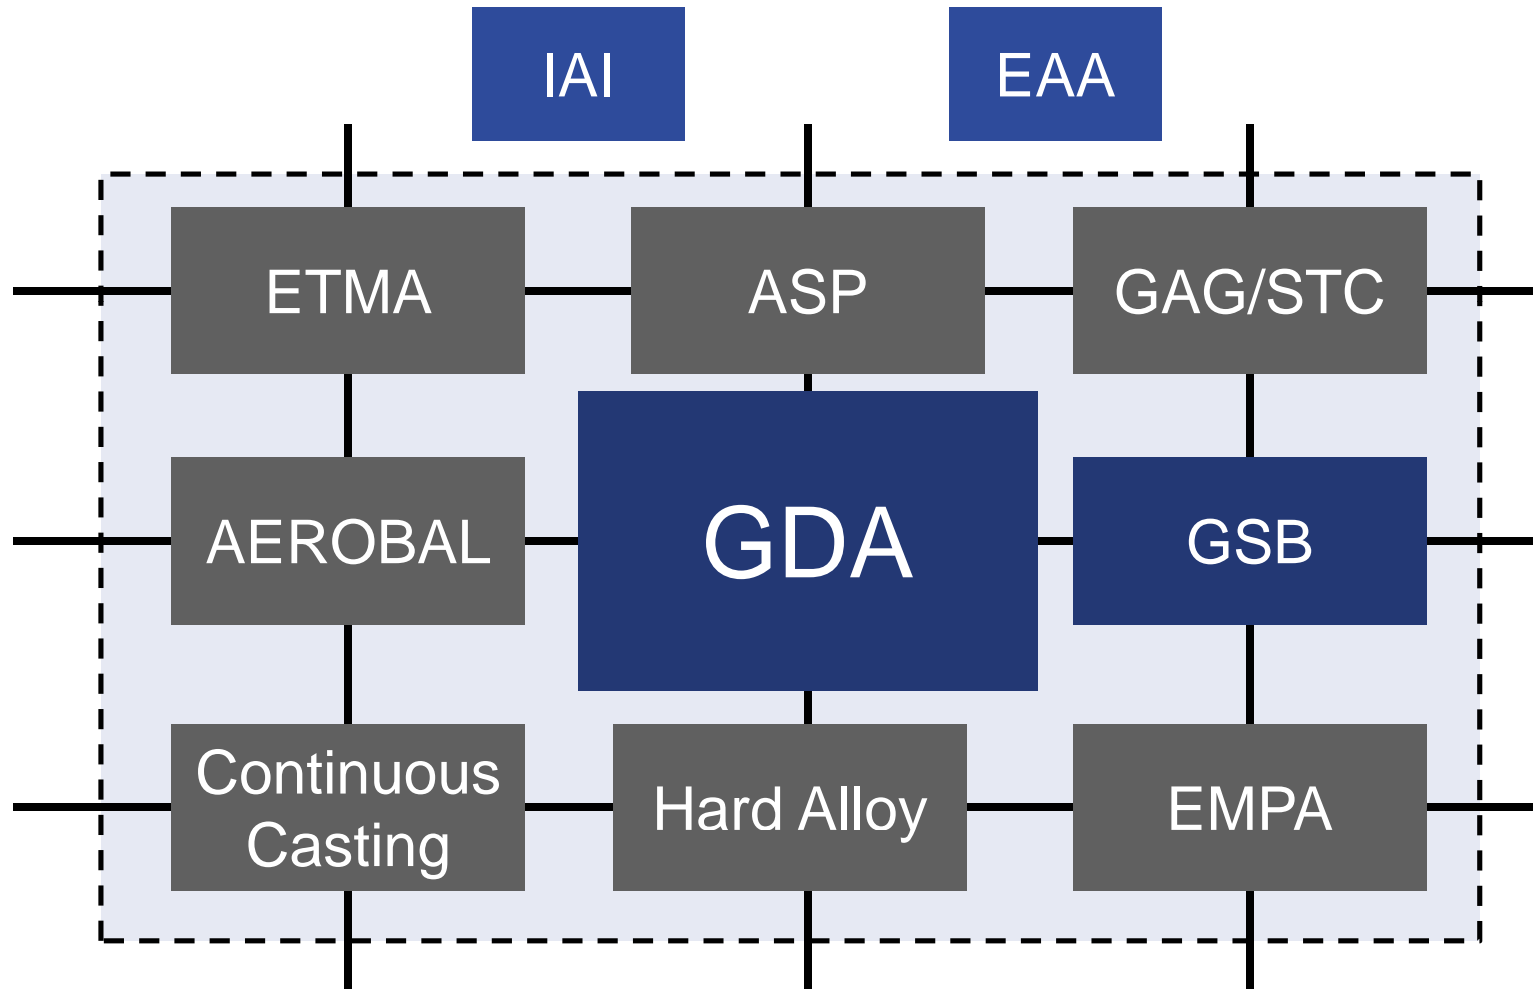 IAI
EAA
ETMA
ASP
GAG/STC
AEROBAL
GDA
GSB
Continuous
Casting
Hard Alloy
EMPA